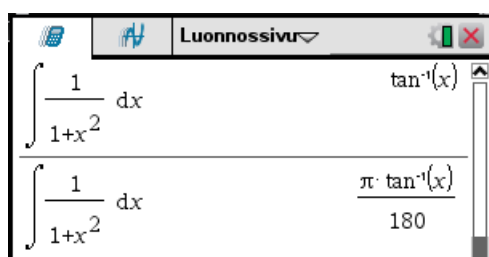 Luonnossivu
∫ 1/(1+x²) dx    tan⁻¹(x)
∫ 1/(1+x²) dx    π·tan⁻¹(x)/180